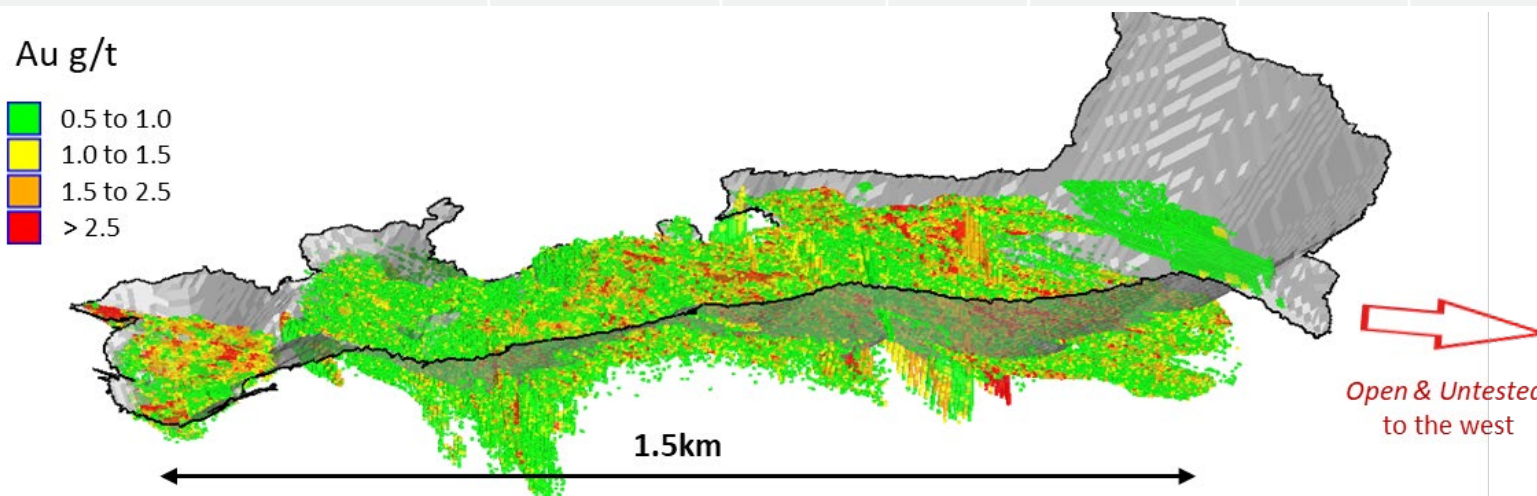 Au g/t
0.5 to 1.0
1.0 to 1.5
1.5 to 2.5
> 2.5
1.5km
Open & Untested
to the west